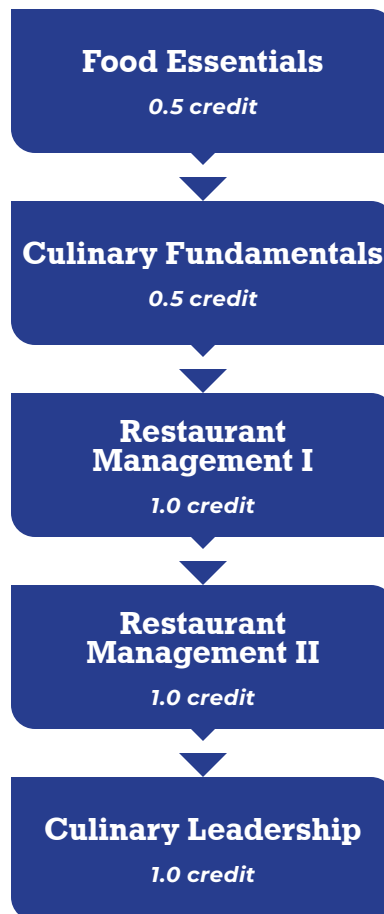 Food Essentials
0.5 credit
Culinary Fundamentals
0.5 credit
Restaurant
Management I
1.0 credit
Restaurant
Management II
1.0 credit
Culinary Leadership
1.0 credit